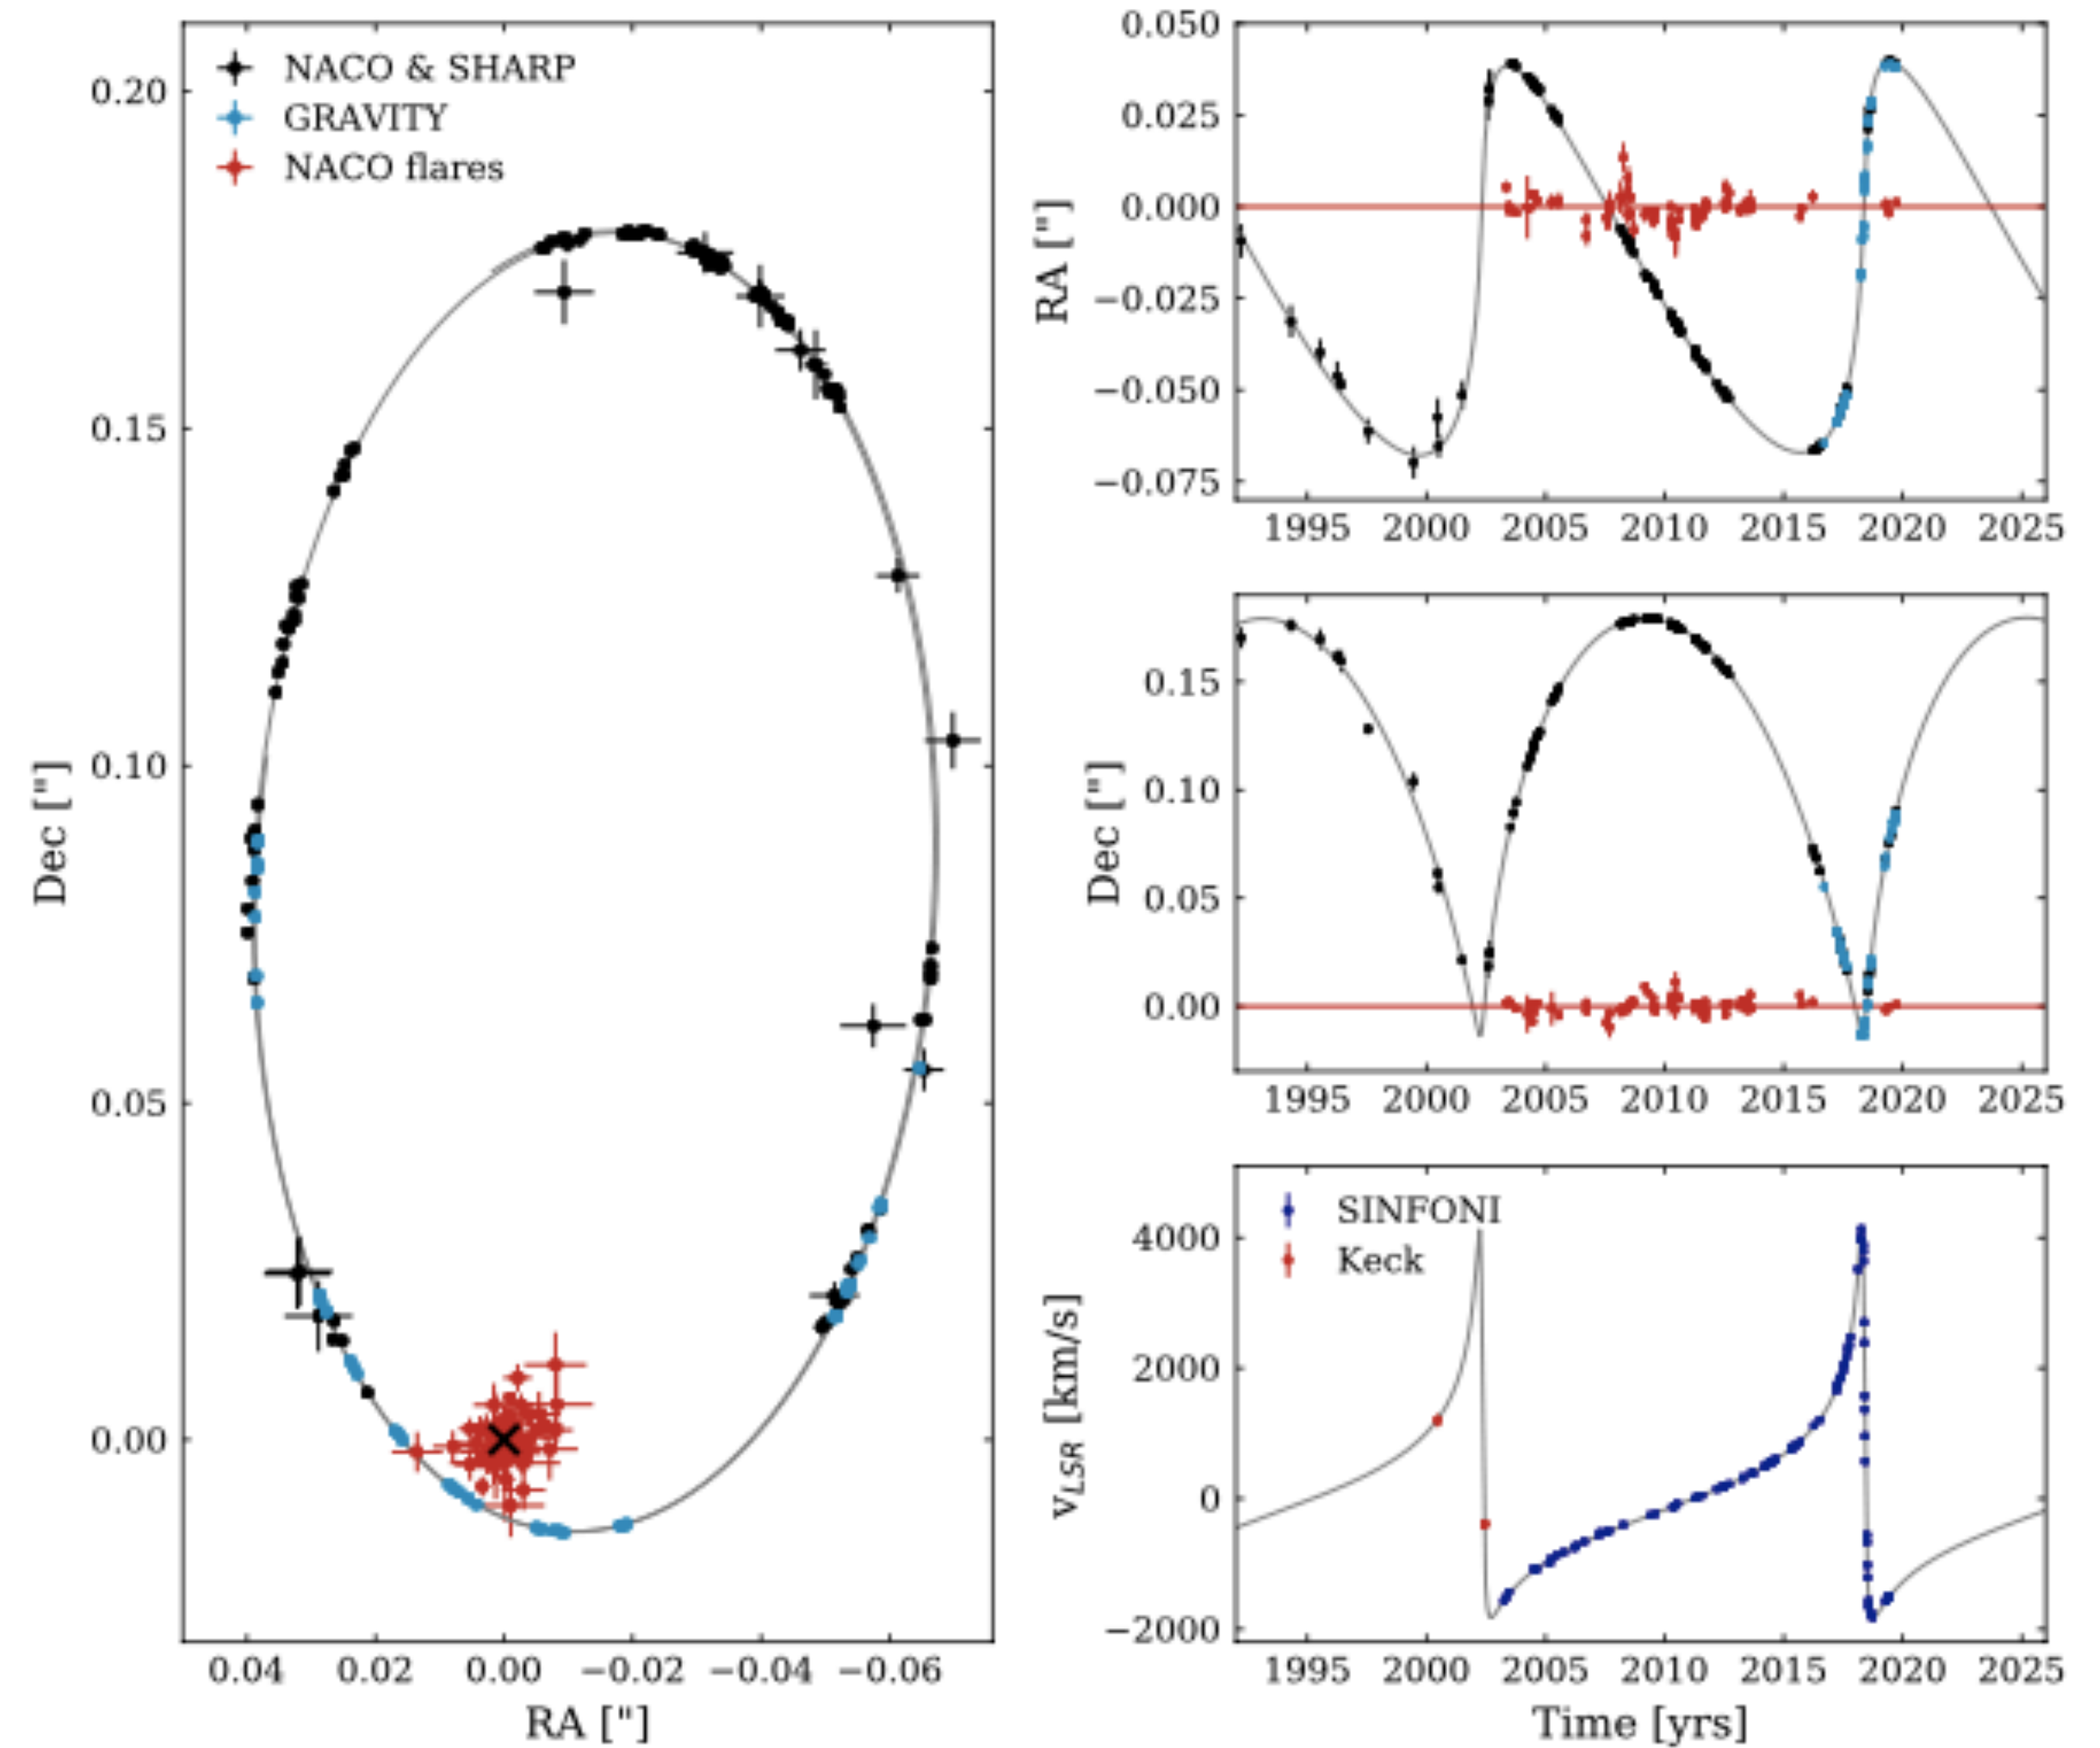 NACO & SHARP
GRAVITY
NACO flares
0.20
0.15
0.10
0.05
0.00
Dec ["]
0.04 0.02 0.00 −0.02 −0.04 −0.06
RA ["]
0.050
0.025
0.000
−0.025
−0.050
−0.075
RA ["]
1995 2000 2005 2010 2015 2020 2025
0.15
0.10
0.05
0.00
Dec ["]
1995 2000 2005 2010 2015 2020 2025
SINFONI
Keck
4000
2000
0
−2000
vLSR [km/s]
1995 2000 2005 2010 2015 2020 2025
Time [yrs]